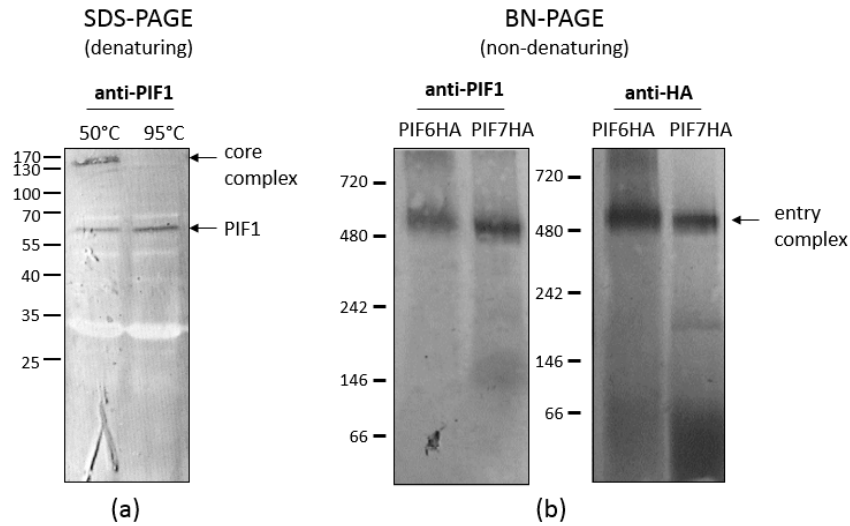 SDS-PAGE
(denaturing)
anti-PIF1
50°C 95°C
170
130
100
70
55
40
35
25
core
complex
PIF1
(a)
BN-PAGE
(non-denaturing)
anti-PIF1
PIF6HA PIF7HA
720
480
242
146
66
anti-HA
PIF6HA PIF7HA
720
480
242
146
66
entry
complex
(b)